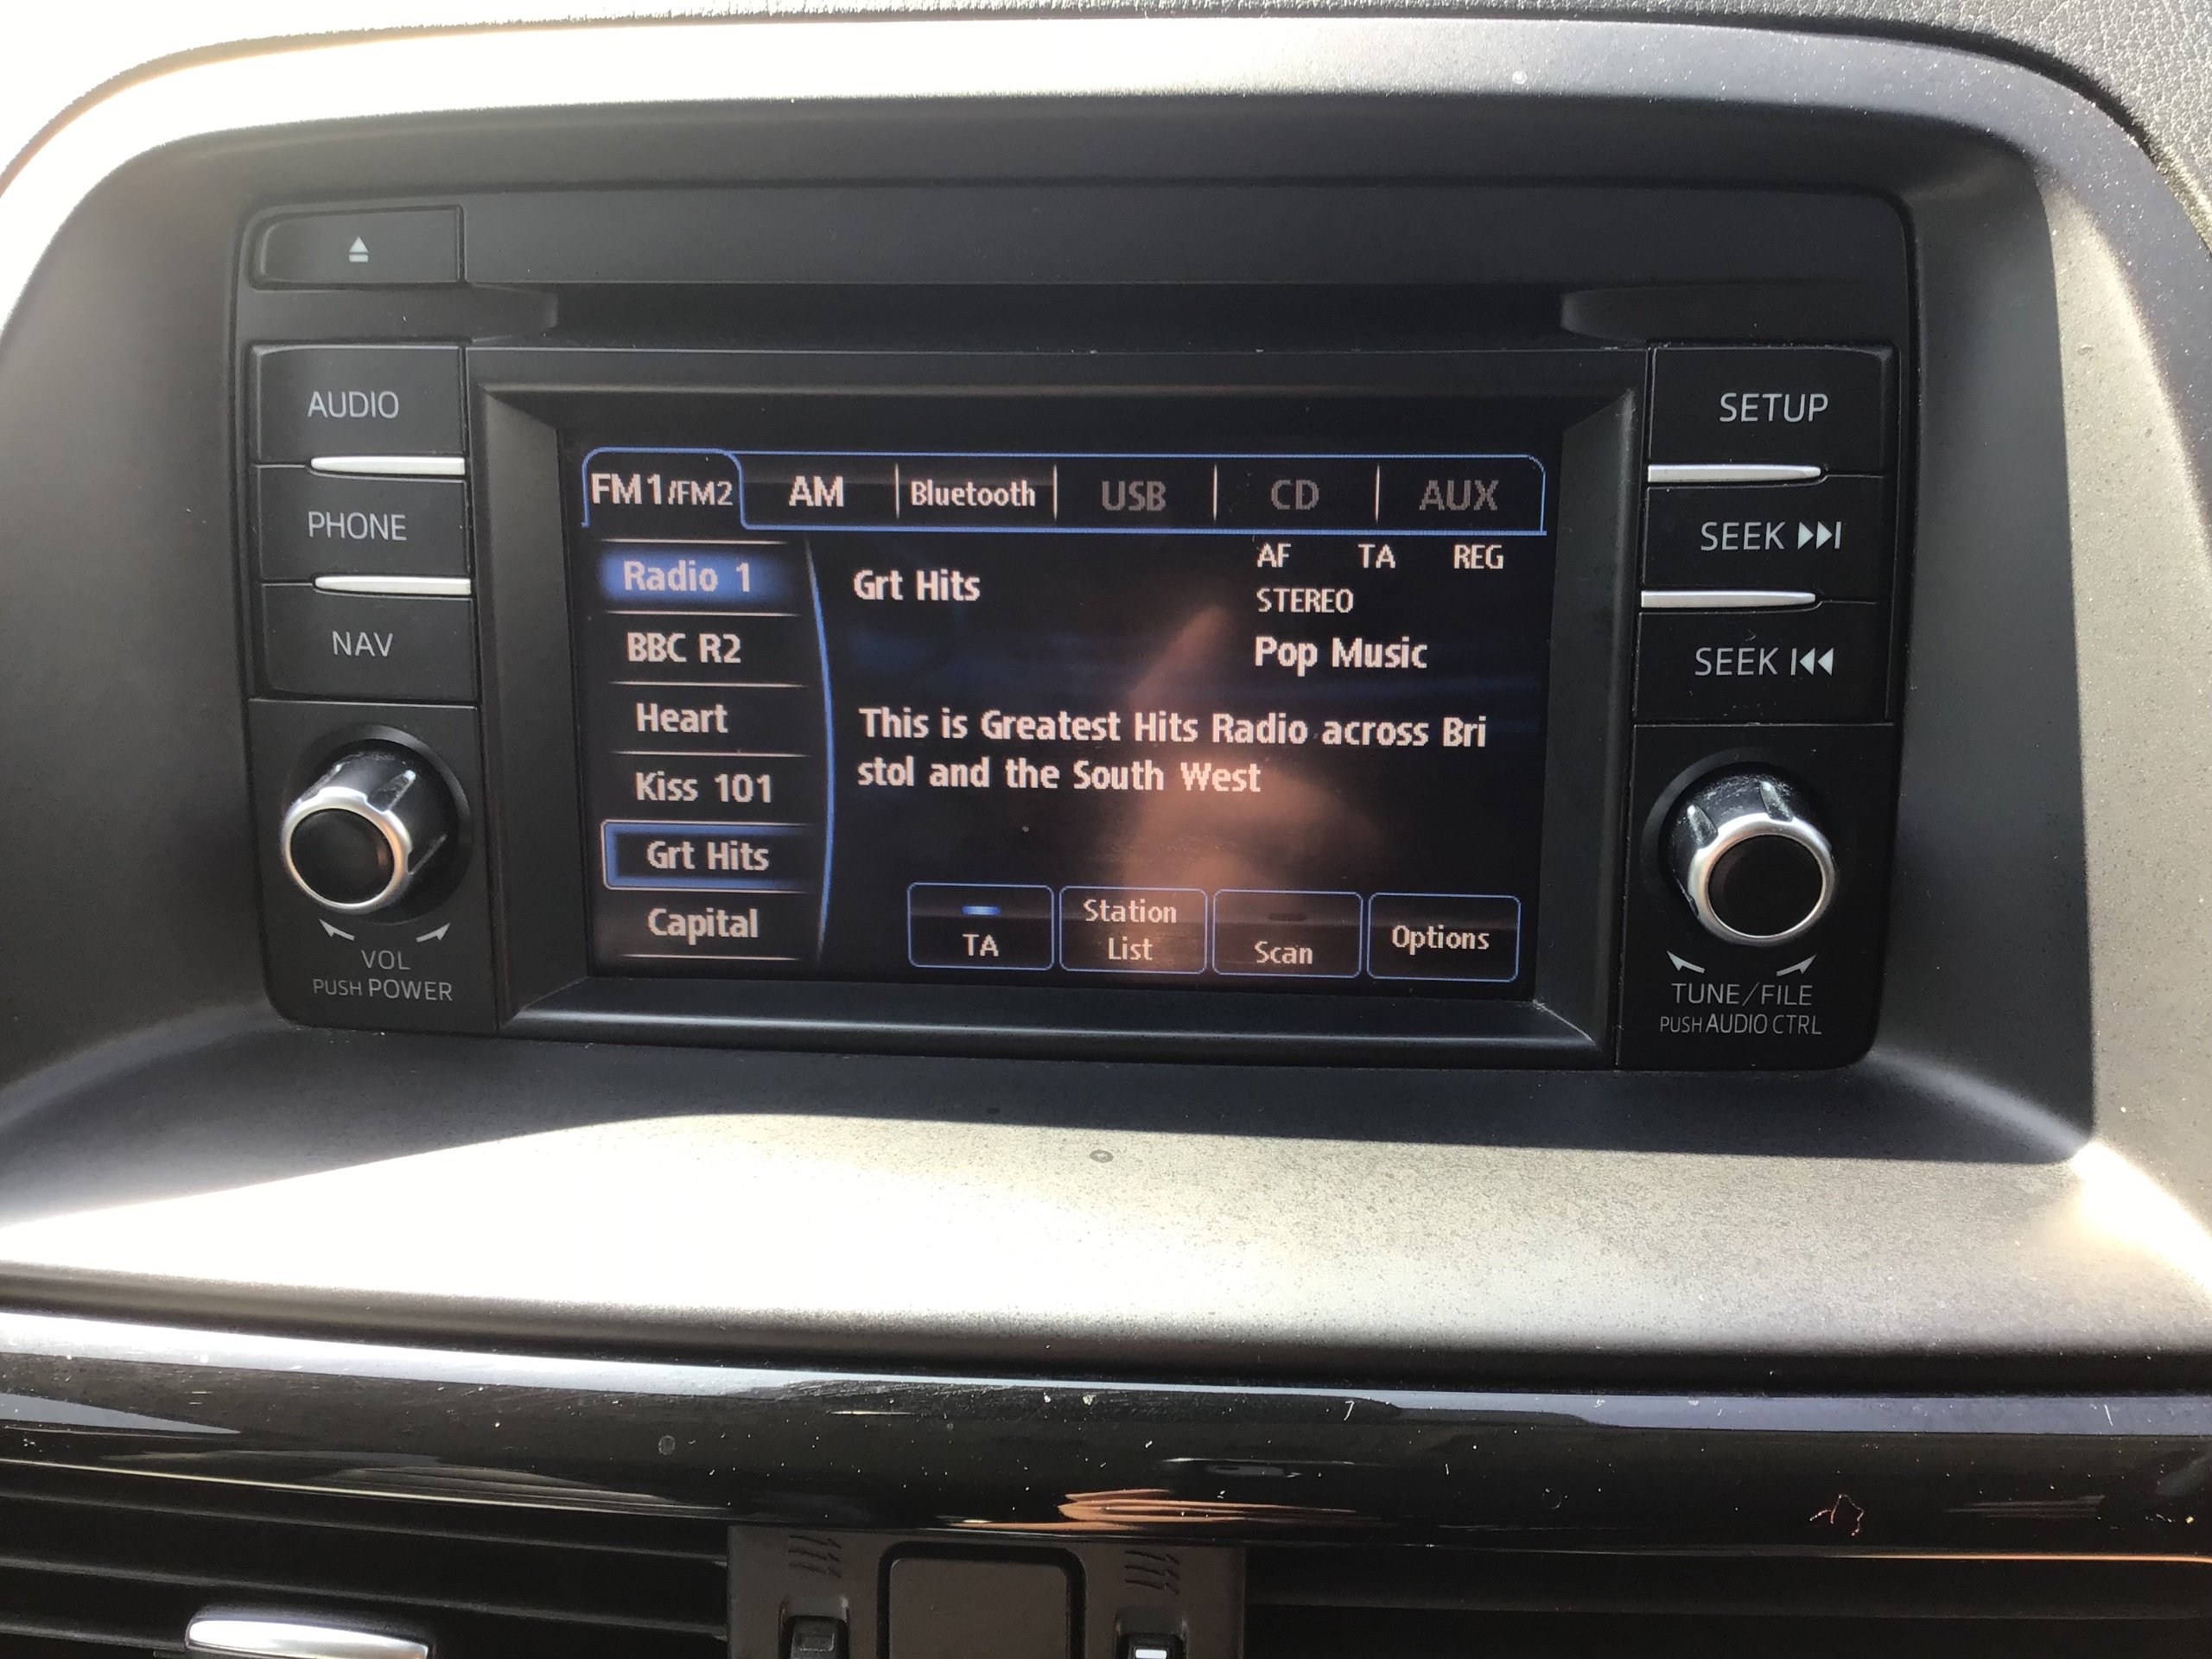 AUDIO
PHONE
NAV
VOL
PUSH POWER
FM1/FM2 AM Bluetooth USB CD AUX
Radio 1
BBC R2
Heart
Kiss 101
Grt Hits
Capital
Grt Hits
AF TA REG
STEREO
Pop Music
This is Greatest Hits Radio across Bri
stol and the South West
TA
Station
List
Scan
Options
SETUP
SEEK
SEEK
TUNE/FILE
PUSH AUDIO CTRL